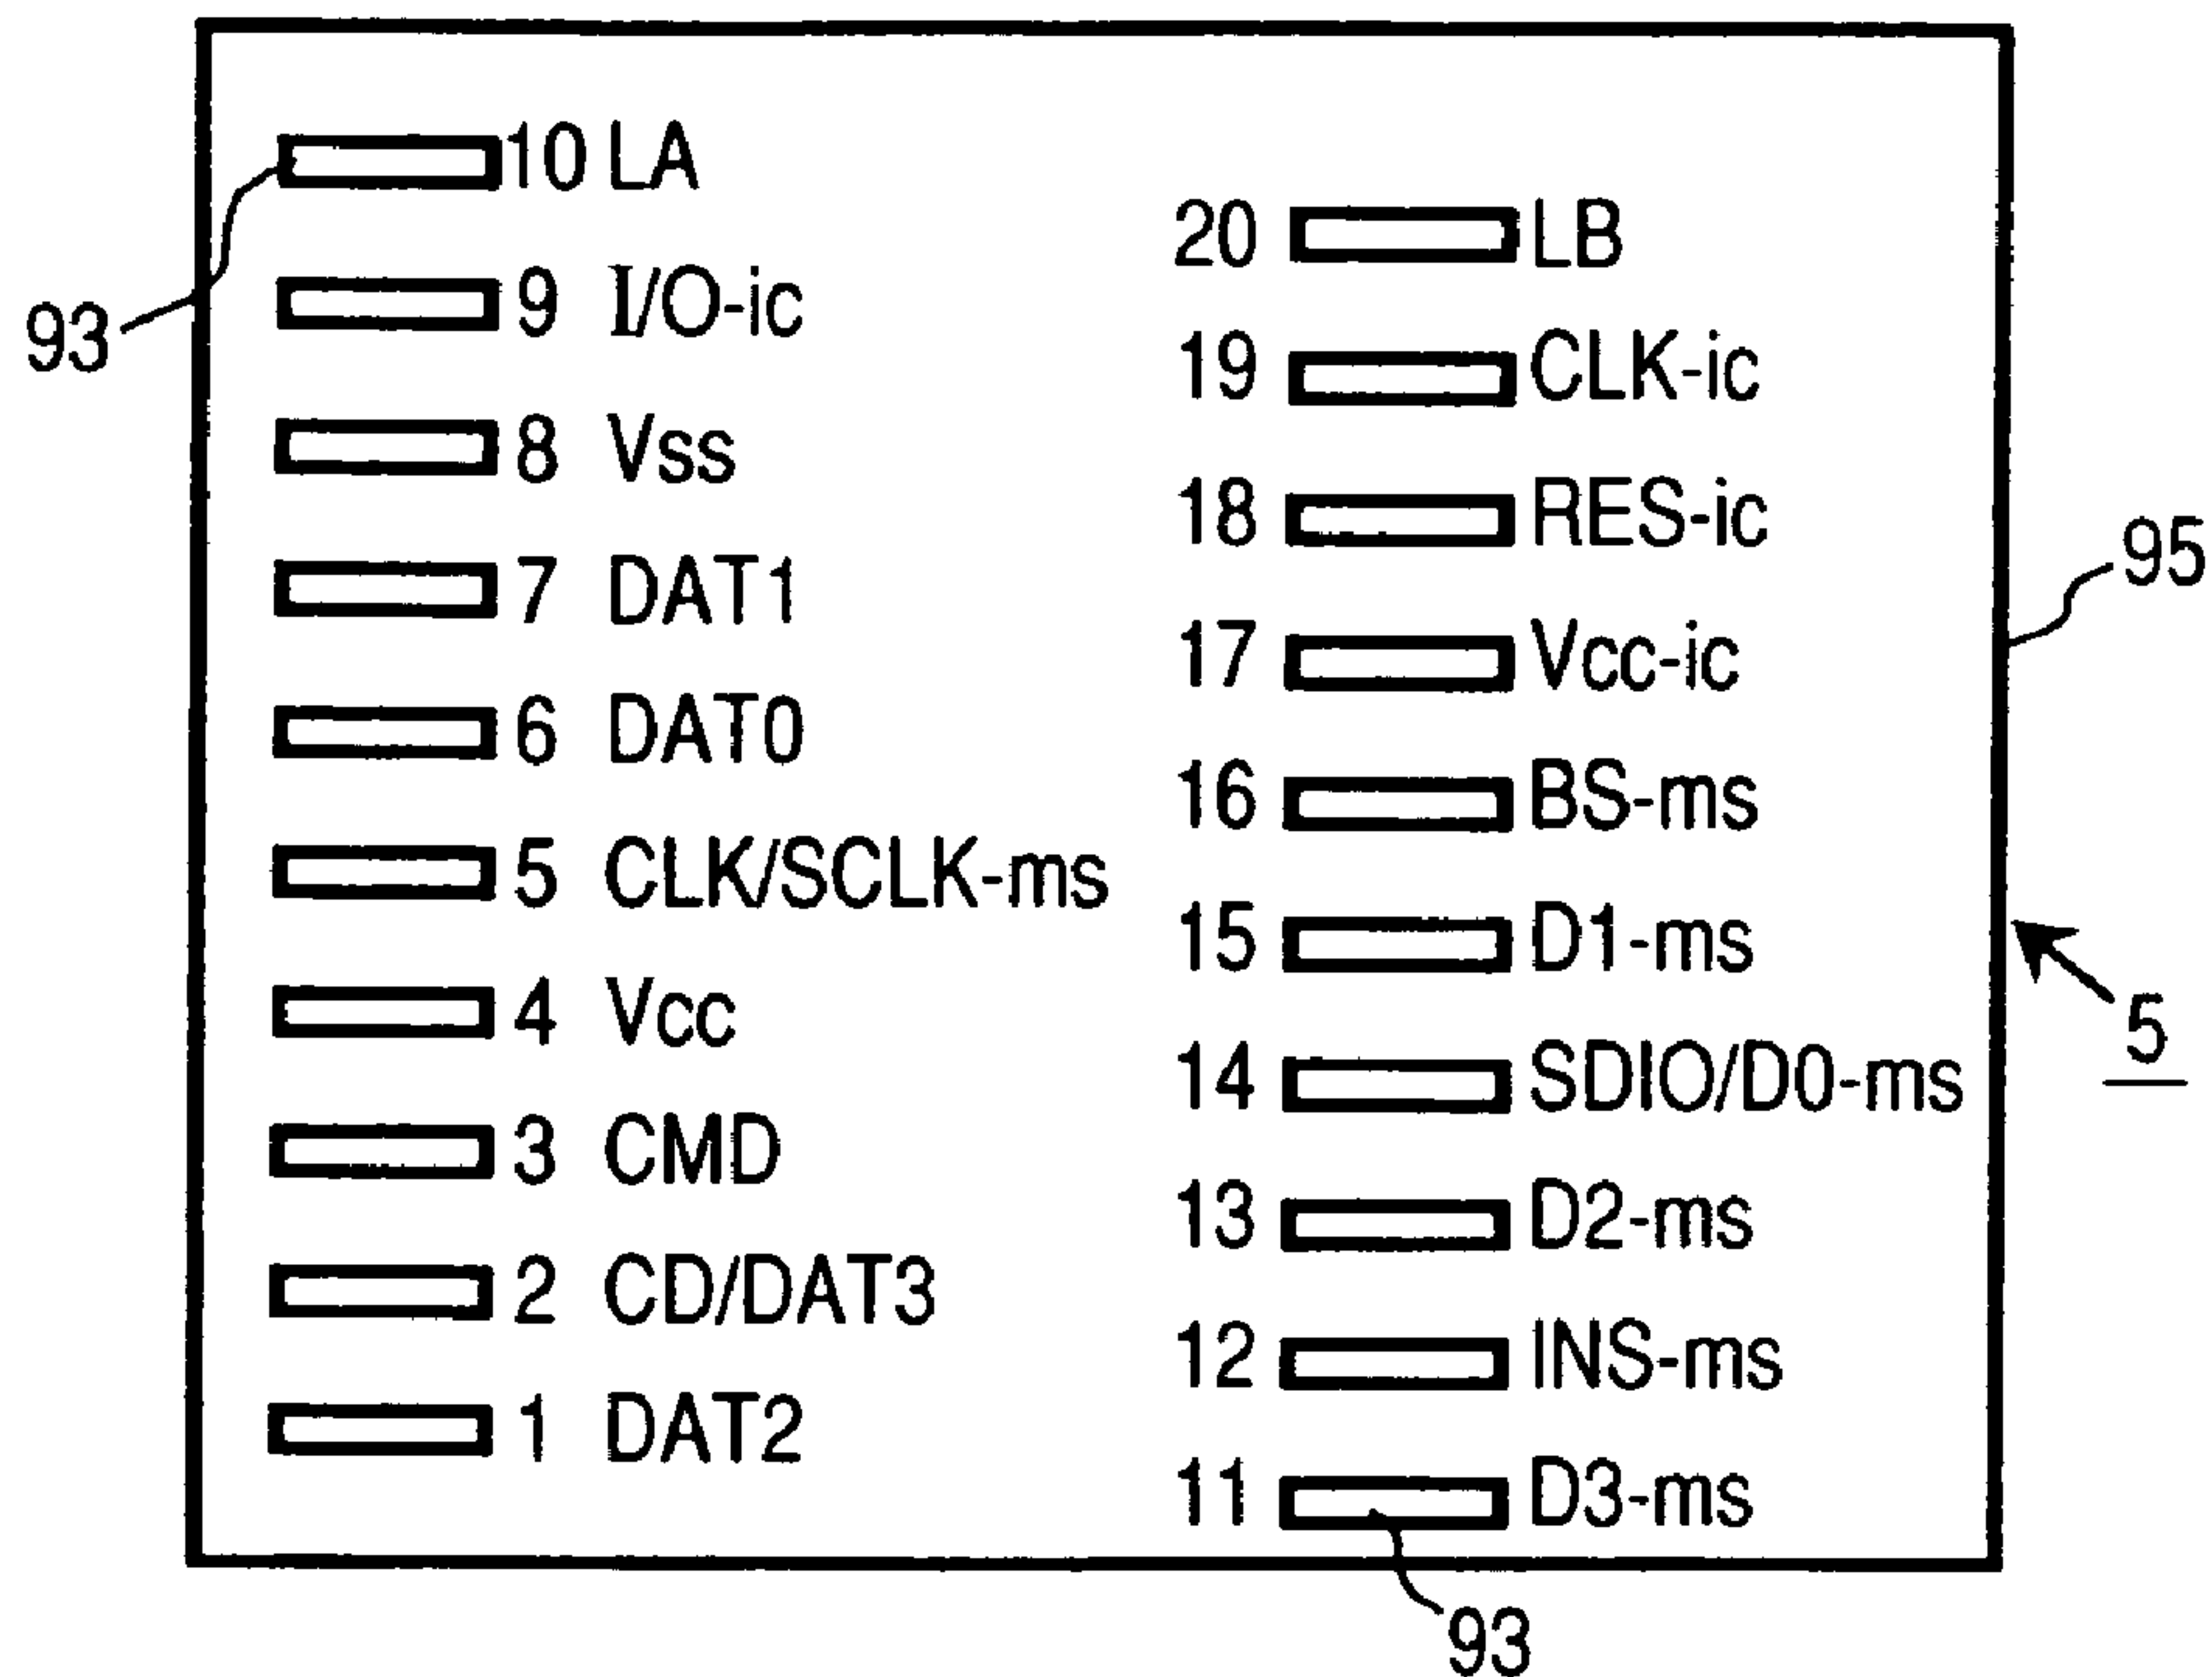 10 LA
9 I/O-ic
8 Vss
7 DAT1
6 DAT0
5 CLK/SCLK-ms
4 Vcc
3 CMD
2 CD/DAT3
1 DAT2
20 LB
19 CLK-ic
18 RES-ic
17 Vcc-ic
16 BS-ms
15 D1-ms
14 SDIO/D0-ms
13 D2-ms
12 INS-ms
11 D3-ms
93
95
5
93